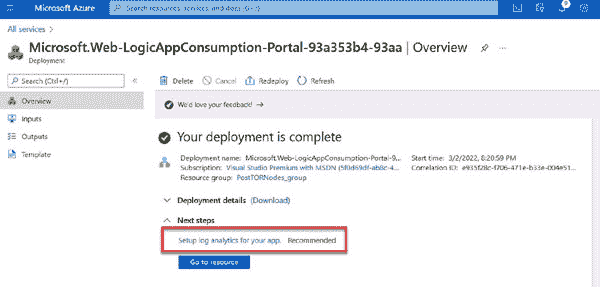 Microsoft Azure
Search resources, services, and docs (G+/)
All services >
Microsoft.Web-LogicAppConsumption-Portal-93a353b4-93aa | Overview
Deployment
Search (Ctrl+/)
Delete Cancel Redeploy Refresh
Overview
Inputs
Outputs
Template
We'd love your feedback! →
Your deployment is complete
Deployment name: Microsoft.Web-LogicAppConsumption-Portal-9...
Start time: 3/2/2022, 8:20:59 PM
Subscription: Visual Studio Premium with MSDN
Correlation ID:
Resource group: PostTORNodes_group
Deployment details (Download)
Next steps
Setup log analytics for your app. Recommended
Go to resource